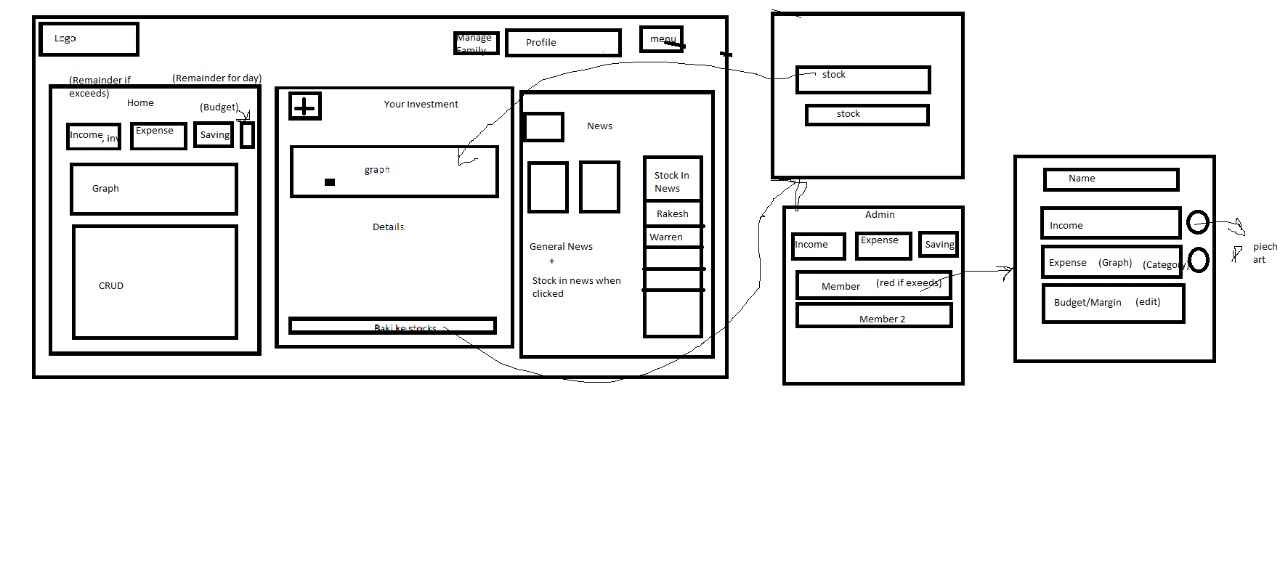 Logo
Manage
Family
Profile
menu
(Remainder if
exceeds)
(Remainder for day)
Home
(Budget)
Income, inv
Expense
Saving
Graph
CRUD
Your Investment
graph
Details
Baki ke stocks
News
Stock In
News
Rakesh
Warren
General News
+
Stock in news when
clicked
stock
stock
Admin
Income
Expense
Saving
Member (red if exeeds)
Member 2
Name
Income
Expense (Graph) (Category)
Budget/Margin (edit)
piech
art